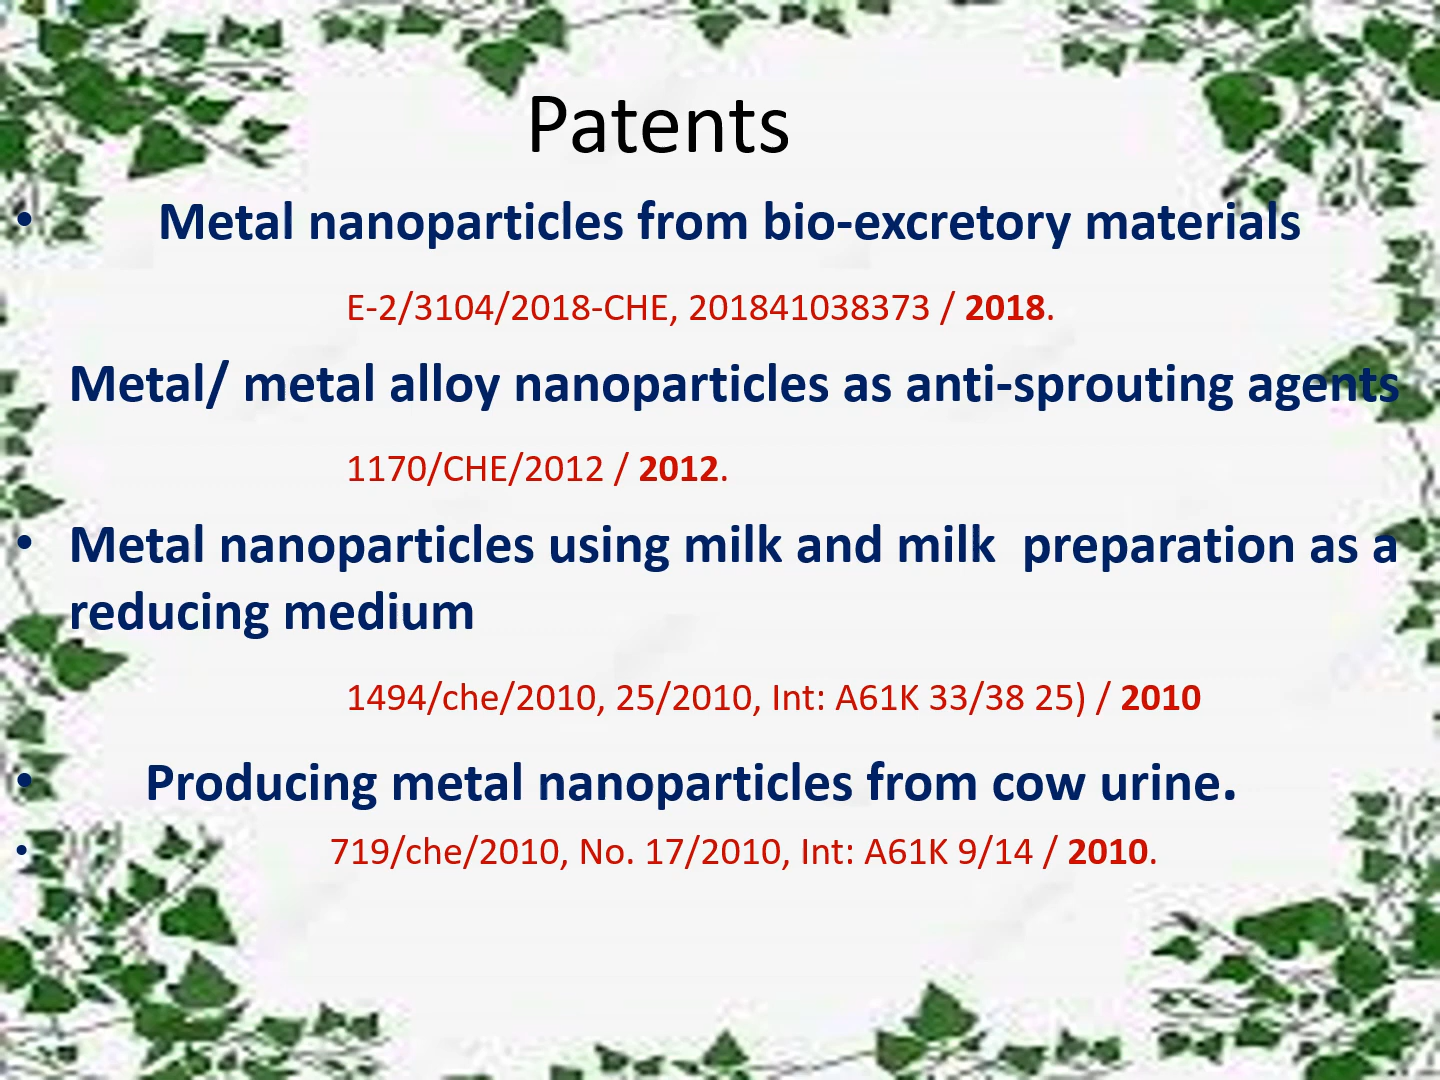 Patents
• Metal nanoparticles from bio-excretory materials
E-2/3104/2018-CHE, 201841038373 / 2018.
Metal/ metal alloy nanoparticles as anti-sprouting agents
1170/CHE/2012 / 2012.
• Metal nanoparticles using milk and milk  preparation as a
reducing medium
1494/che/2010, 25/2010, Int: A61K 33/38 25) / 2010
• Producing metal nanoparticles from cow urine.
• 719/che/2010, No. 17/2010, Int: A61K 9/14 / 2010.